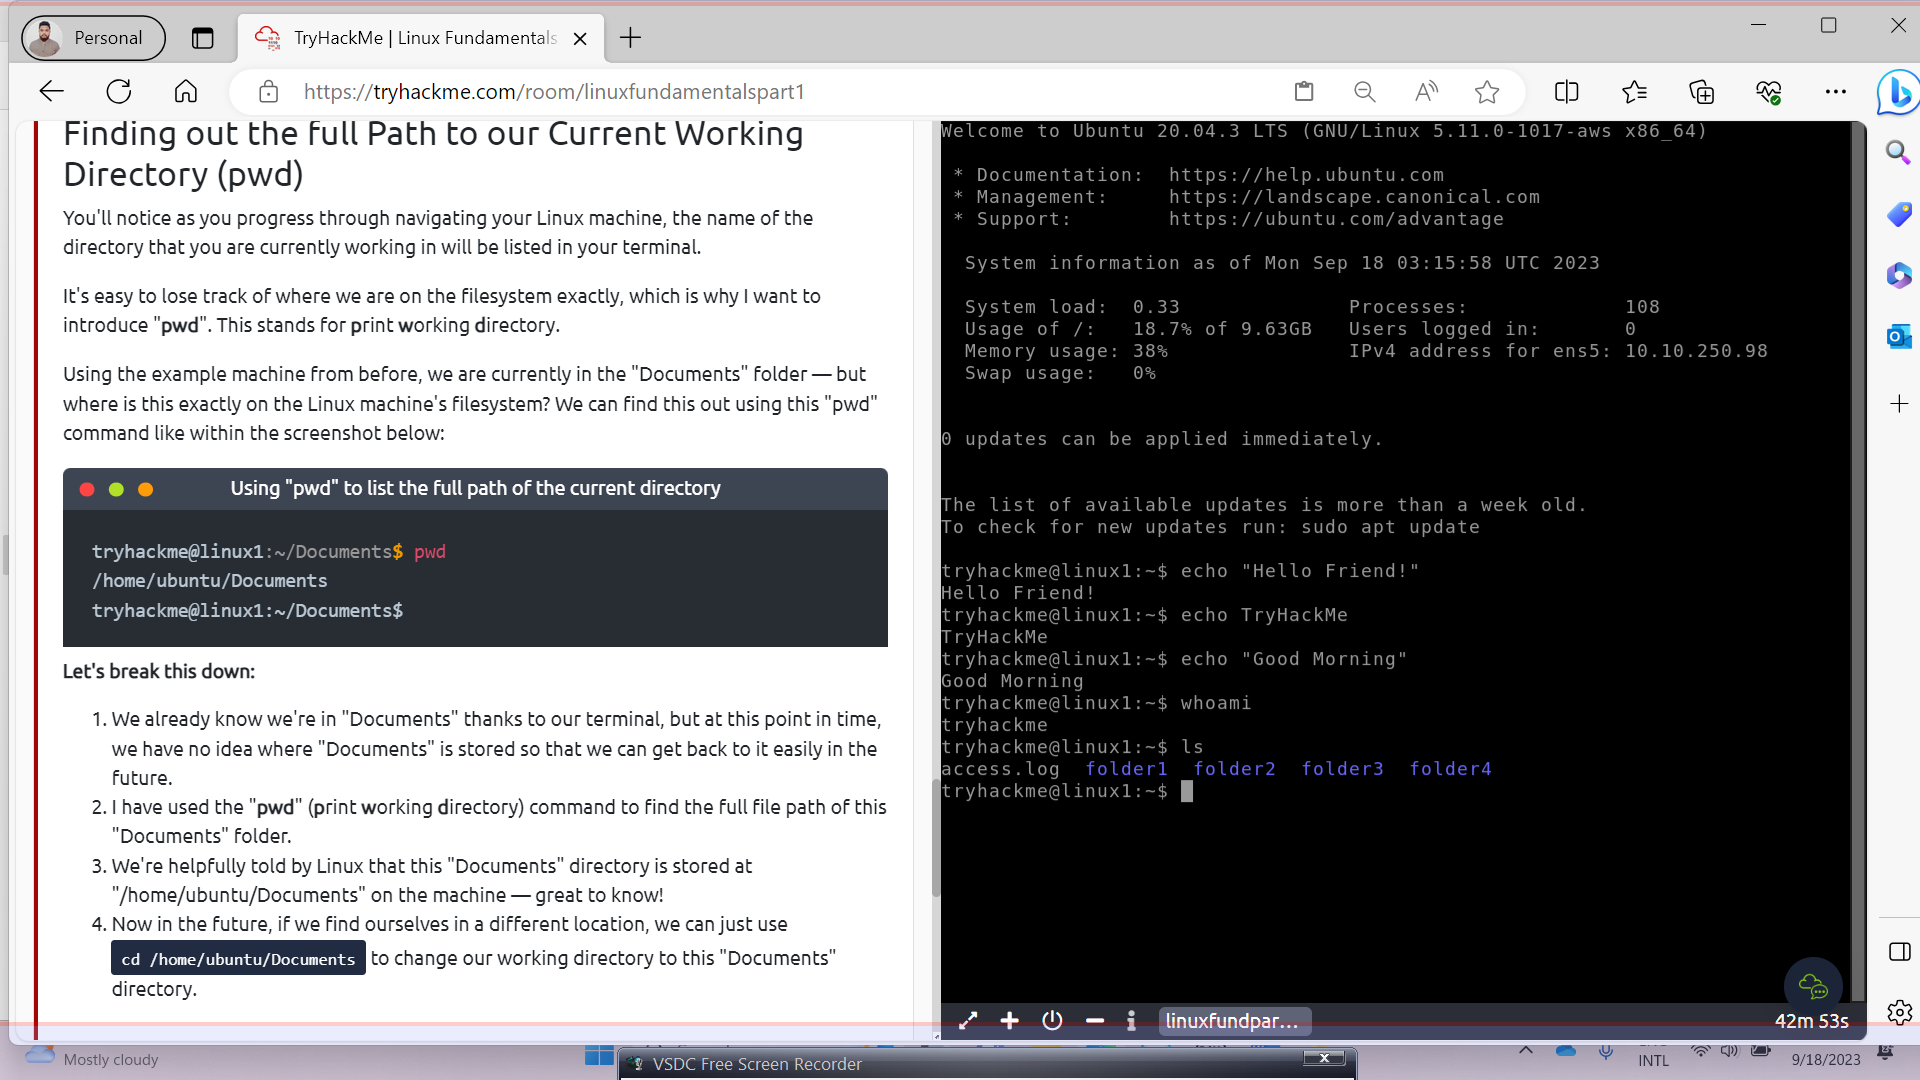 Personal
TryHackMe | Linux Fundamentals
https://tryhackme.com/room/linuxfundamentalspart1
Finding out the full Path to our Current Working
Directory (pwd)
You'll notice as you progress through navigating your Linux machine, the name of the
directory that you are currently working in will be listed in your terminal.
It's easy to lose track of where we are on the filesystem exactly, which is why I want to
introduce "pwd". This stands for print working directory.
Using the example machine from before, we are currently in the "Documents" folder — but
where is this exactly on the Linux machine's filesystem? We can find this out using this "pwd"
command like within the screenshot below:
Using "pwd" to list the full path of the current directory
tryhackme@linux1:~/Documents$ pwd
/home/ubuntu/Documents
tryhackme@linux1:~/Documents$
Let's break this down:
1. We already know we're in "Documents" thanks to our terminal, but at this point in time,
we have no idea where "Documents" is stored so that we can get back to it easily in the
future.
2. I have used the "pwd" (print working directory) command to find the full file path of this
"Documents" folder.
3. We're helpfully told by Linux that this "Documents" directory is stored at
"/home/ubuntu/Documents" on the machine — great to know!
4. Now in the future, if we find ourselves in a different location, we can just use
cd /home/ubuntu/Documents to change our working directory to this "Documents"
directory.
Welcome to Ubuntu 20.04.3 LTS (GNU/Linux 5.11.0-1017-aws x86_64)
* Documentation: https://help.ubuntu.com
* Management: https://landscape.canonical.com
* Support: https://ubuntu.com/advantage
System information as of Mon Sep 18 03:15:58 UTC 2023
System load: 0.33 Processes: 108
Usage of /: 18.7% of 9.63GB Users logged in: 0
Memory usage: 38% IPv4 address for ens5: 10.10.250.98
Swap usage: 0%
0 updates can be applied immediately.
The list of available updates is more than a week old.
To check for new updates run: sudo apt update
tryhackme@linux1:~$ echo "Hello Friend!"
Hello Friend!
tryhackme@linux1:~$ echo TryHackMe
TryHackMe
tryhackme@linux1:~$ echo "Good Morning"
Good Morning
tryhackme@linux1:~$ whoami
tryhackme
tryhackme@linux1:~$ ls
access.log folder1 folder2 folder3 folder4
tryhackme@linux1:~$
linuxfundpar...
42m 53s
Mostly cloudy
VSDC Free Screen Recorder
INTL
9/18/2023